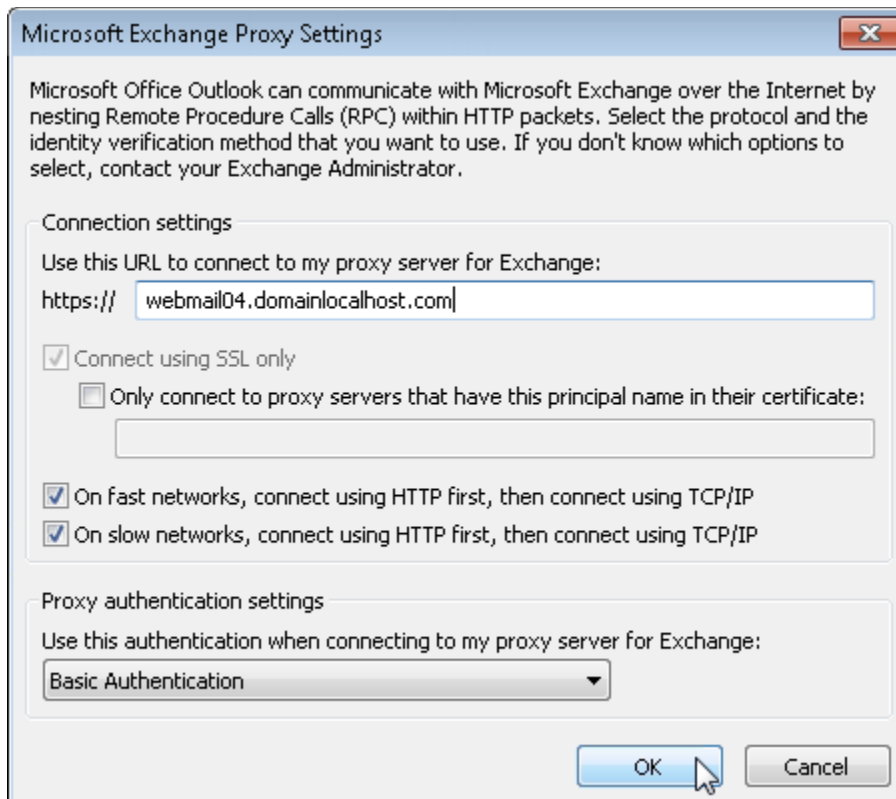 Microsoft Exchange Proxy Settings
Microsoft Office Outlook can communicate with Microsoft Exchange over the Internet by
nesting Remote Procedure Calls (RPC) within HTTP packets. Select the protocol and the
identity verification method that you want to use. If you don't know which options to
select, contact your Exchange Administrator.
Connection settings
Use this URL to connect to my proxy server for Exchange:
https:// webmail04.domainlocalhost.com
Connect using SSL only
Only connect to proxy servers that have this principal name in their certificate:
On fast networks, connect using HTTP first, then connect using TCP/IP
On slow networks, connect using HTTP first, then connect using TCP/IP
Proxy authentication settings
Use this authentication when connecting to my proxy server for Exchange:
Basic Authentication
OK Cancel